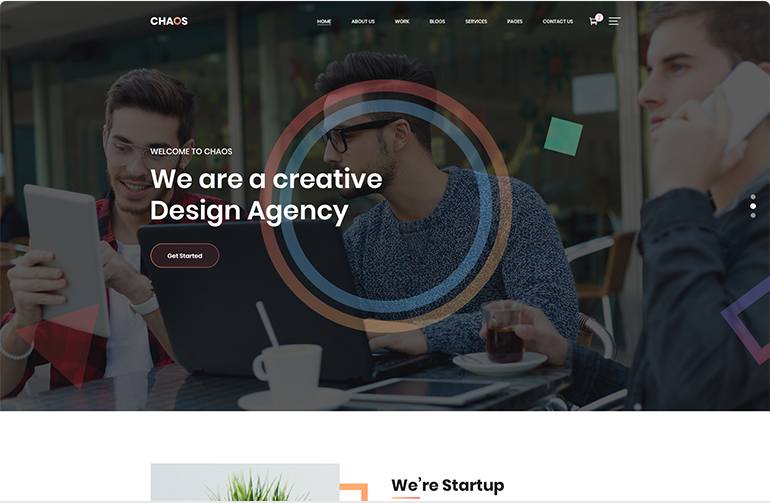 CHAOS
HOME ABOUT US WORK BLOGS SERVICES PAGES CONTACT US
WELCOME TO CHAOS
We are a creative
Design Agency
Get Started
We're Startup